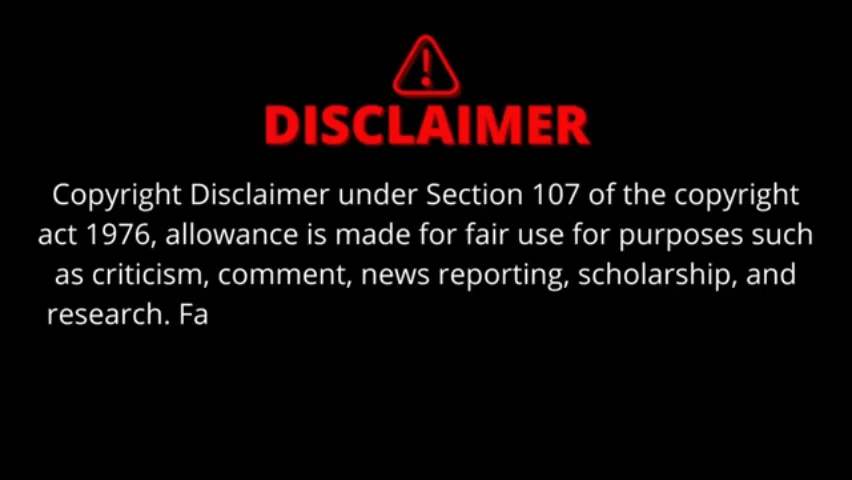 DISCLAIMER
Copyright Disclaimer under Section 107 of the copyright
act 1976, allowance is made for fair use for purposes such
as criticism, comment, news reporting, scholarship, and
research. Fa